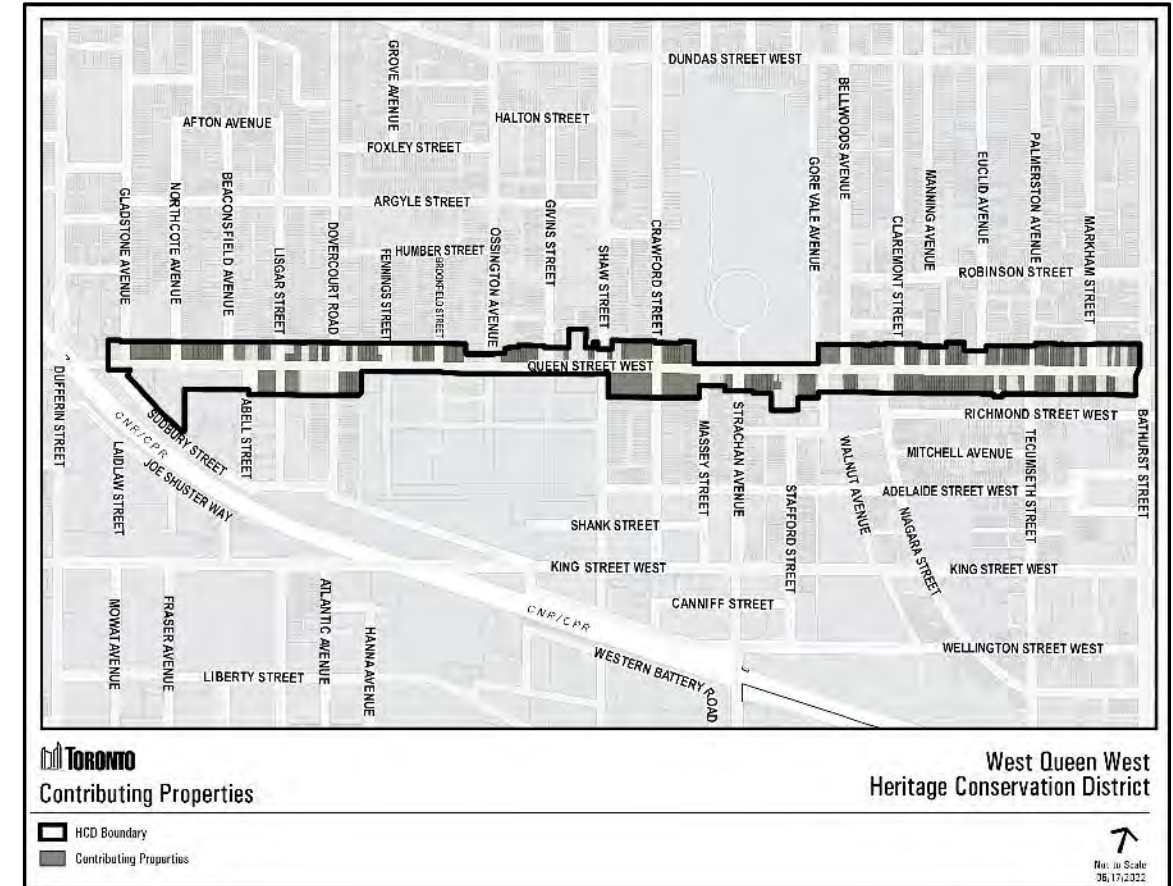 DUNDAS STREET WEST
GROVE AVENUE
BELLWOODS AVENUE
AFTON AVENUE
HALTON STREET
FOXLEY STREET
GORE VALE AVENUE
EUCLID AVENUE
PALMERSTON AVENUE
GLADSTONE AVENUE
NORTHCOTE AVENUE
BEACONSFIELD AVENUE
ARGYLE STREET
GIVINS STREET
MANNING AVENUE
LISGAR STREET
DOVERCOURT ROAD
HUMBER STREET
FENNINGS STREET
BROOKFIELD STREET
OSSINGTON AVENUE
SHAW STREET
CRAWFORD STREET
CLAREMONT STREET
ROBINSON STREET
MARKHAM STREET
QUEEN STREET WEST
DUFFERIN STREET
SUDBURY STREET
CNR/CPR
JOE SHUSTER WAY
LAIDLAW STREET
ABELL STREET
MASSEY STREET
STRACHAN AVENUE
RICHMOND STREET WEST
BATHURST STREET
WALNUT AVENUE
MITCHELL AVENUE
TECUMSETH STREET
STAFFORD STREET
ADELAIDE STREET WEST
NIAGARA STREET
SHANK STREET
KING STREET WEST
KING STREET WEST
CANNIFF STREET
CNR/CPR
MOWAT AVENUE
FRASER AVENUE
ATLANTIC AVENUE
HANNA AVENUE
LIBERTY STREET
WESTERN BATTERY ROAD
WELLINGTON STREET WEST
TORONTO
Contributing Properties
West Queen West
Heritage Conservation District
HCD Boundary
Contributing Properties
Not to Scale
06/17/2022